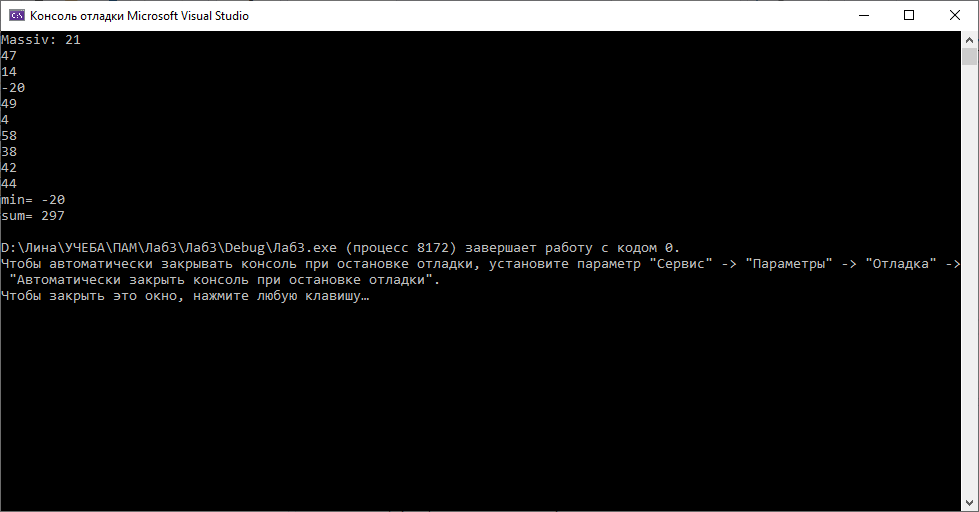 Консоль отладки Microsoft Visual Studio
Massiv: 21
47
14
-20
49
4
58
38
42
44
min= -20
sum= 297
D:\Лина\УЧЕБА\ПАМ\Лаб3\Лаб3\Debug\Лаб3.exe (процесс 8172) завершает работу с кодом 0.
Чтобы автоматически закрывать консоль при остановке отладки, установите параметр "Сервис" -> "Параметры" -> "Отладка" ->
"Автоматически закрыть консоль при остановке отладки".
Чтобы закрыть это окно, нажмите любую клавишу…